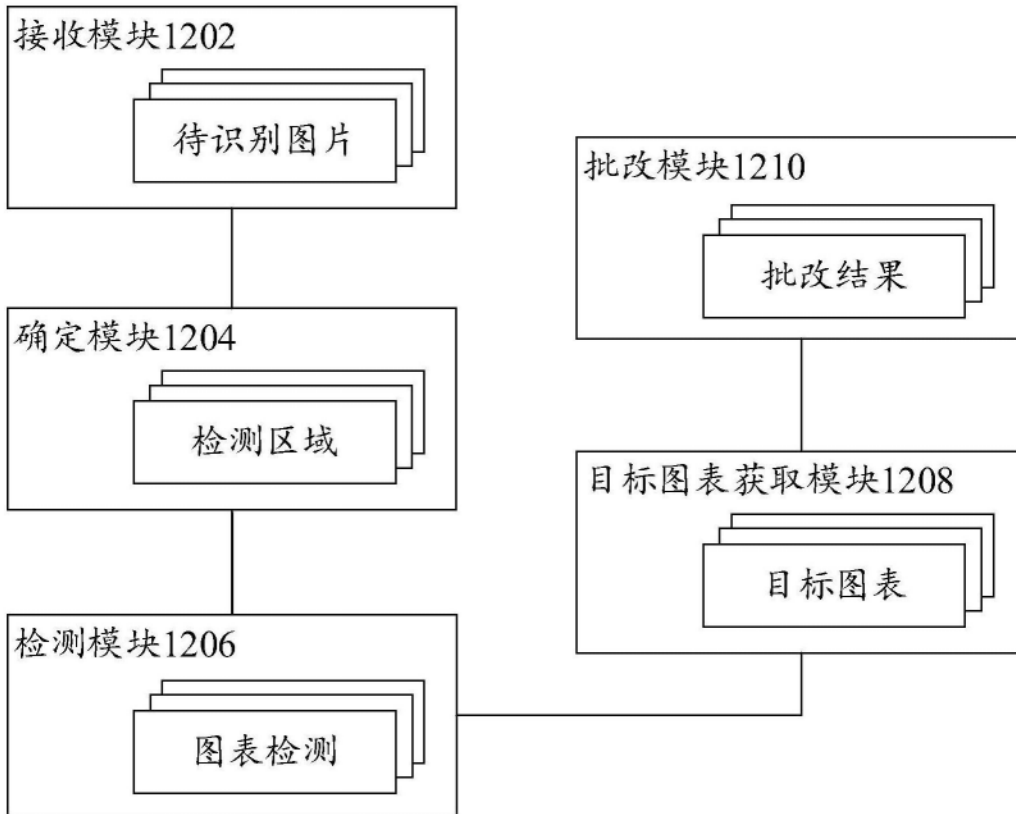 接收模块1202
待识别图片
确定模块1204
检测区域
检测模块1206
图表检测
目标图表获取模块1208
目标图表
批改模块1210
批改结果